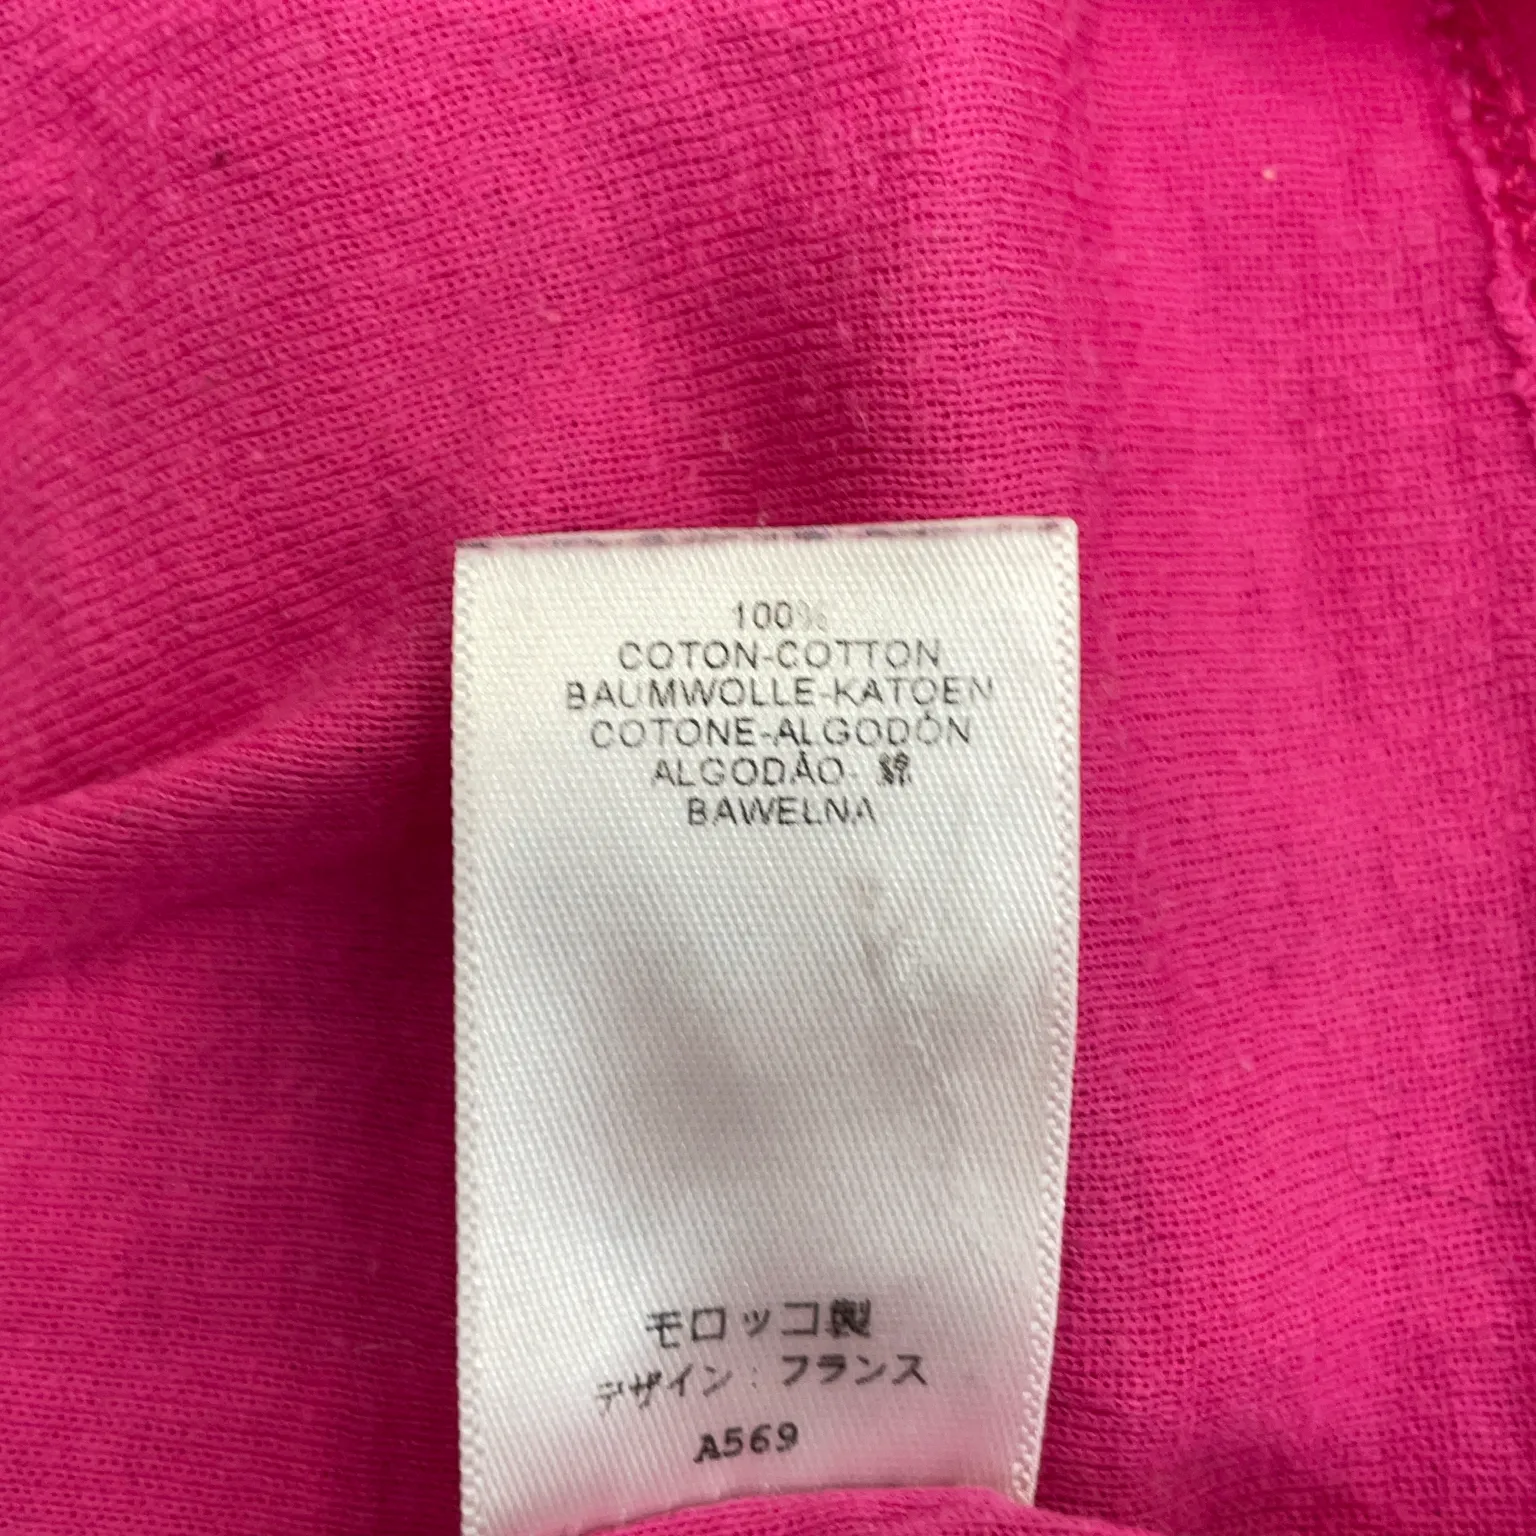 100%
COTON-COTTON
BAUMWOLLE-KATOEN
COTONE-ALGODÓN
ALGODÃO- 綿
BAWEŁNA
モロッコ製
デザイン：フランス
A569